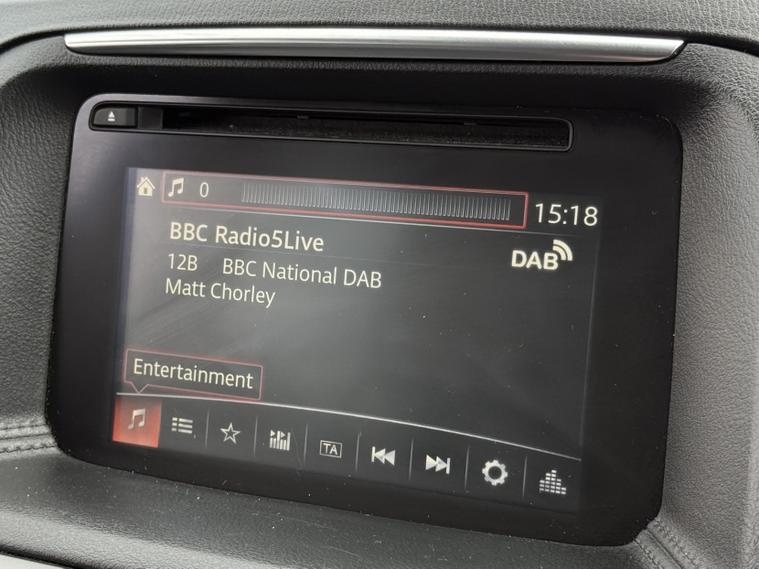 0
15:18
BBC Radio5Live
DAB
12B BBC National DAB
Matt Chorley
Entertainment
TA